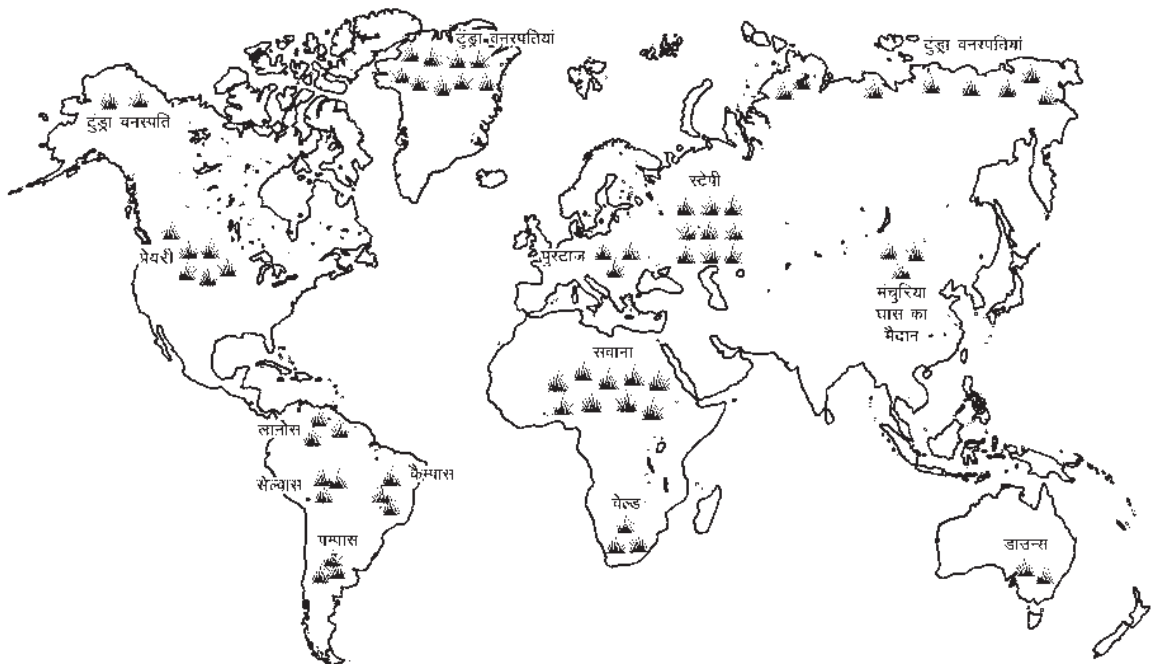 टुंड्रा वनस्पतियां
टुंड्रा वनस्पतियां
टुंड्रा वनस्पति
स्टेपी
प्रेयरी
पुस्टाज
मंचुरिया
घास का
मैदान
सवाना
लानोस
सेल्वास
कैम्पास
वेल्ड
पम्पास
डाउन्स